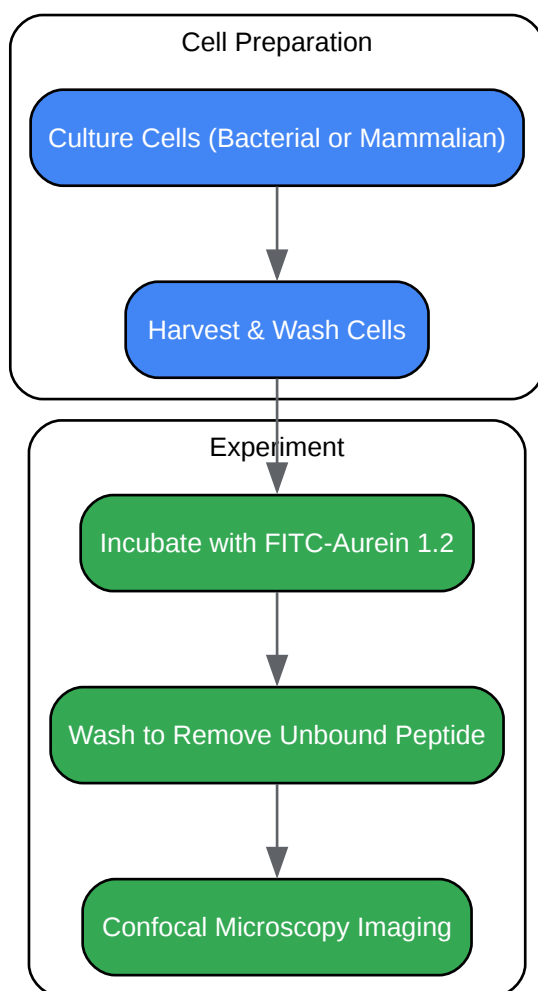 Cell Preparation
Culture Cells (Bacterial or Mammalian)
Harvest & Wash Cells
Experiment
Incubate with FITC-Aurein 1.2
Wash to Remove Unbound Peptide
Confocal Microscopy Imaging